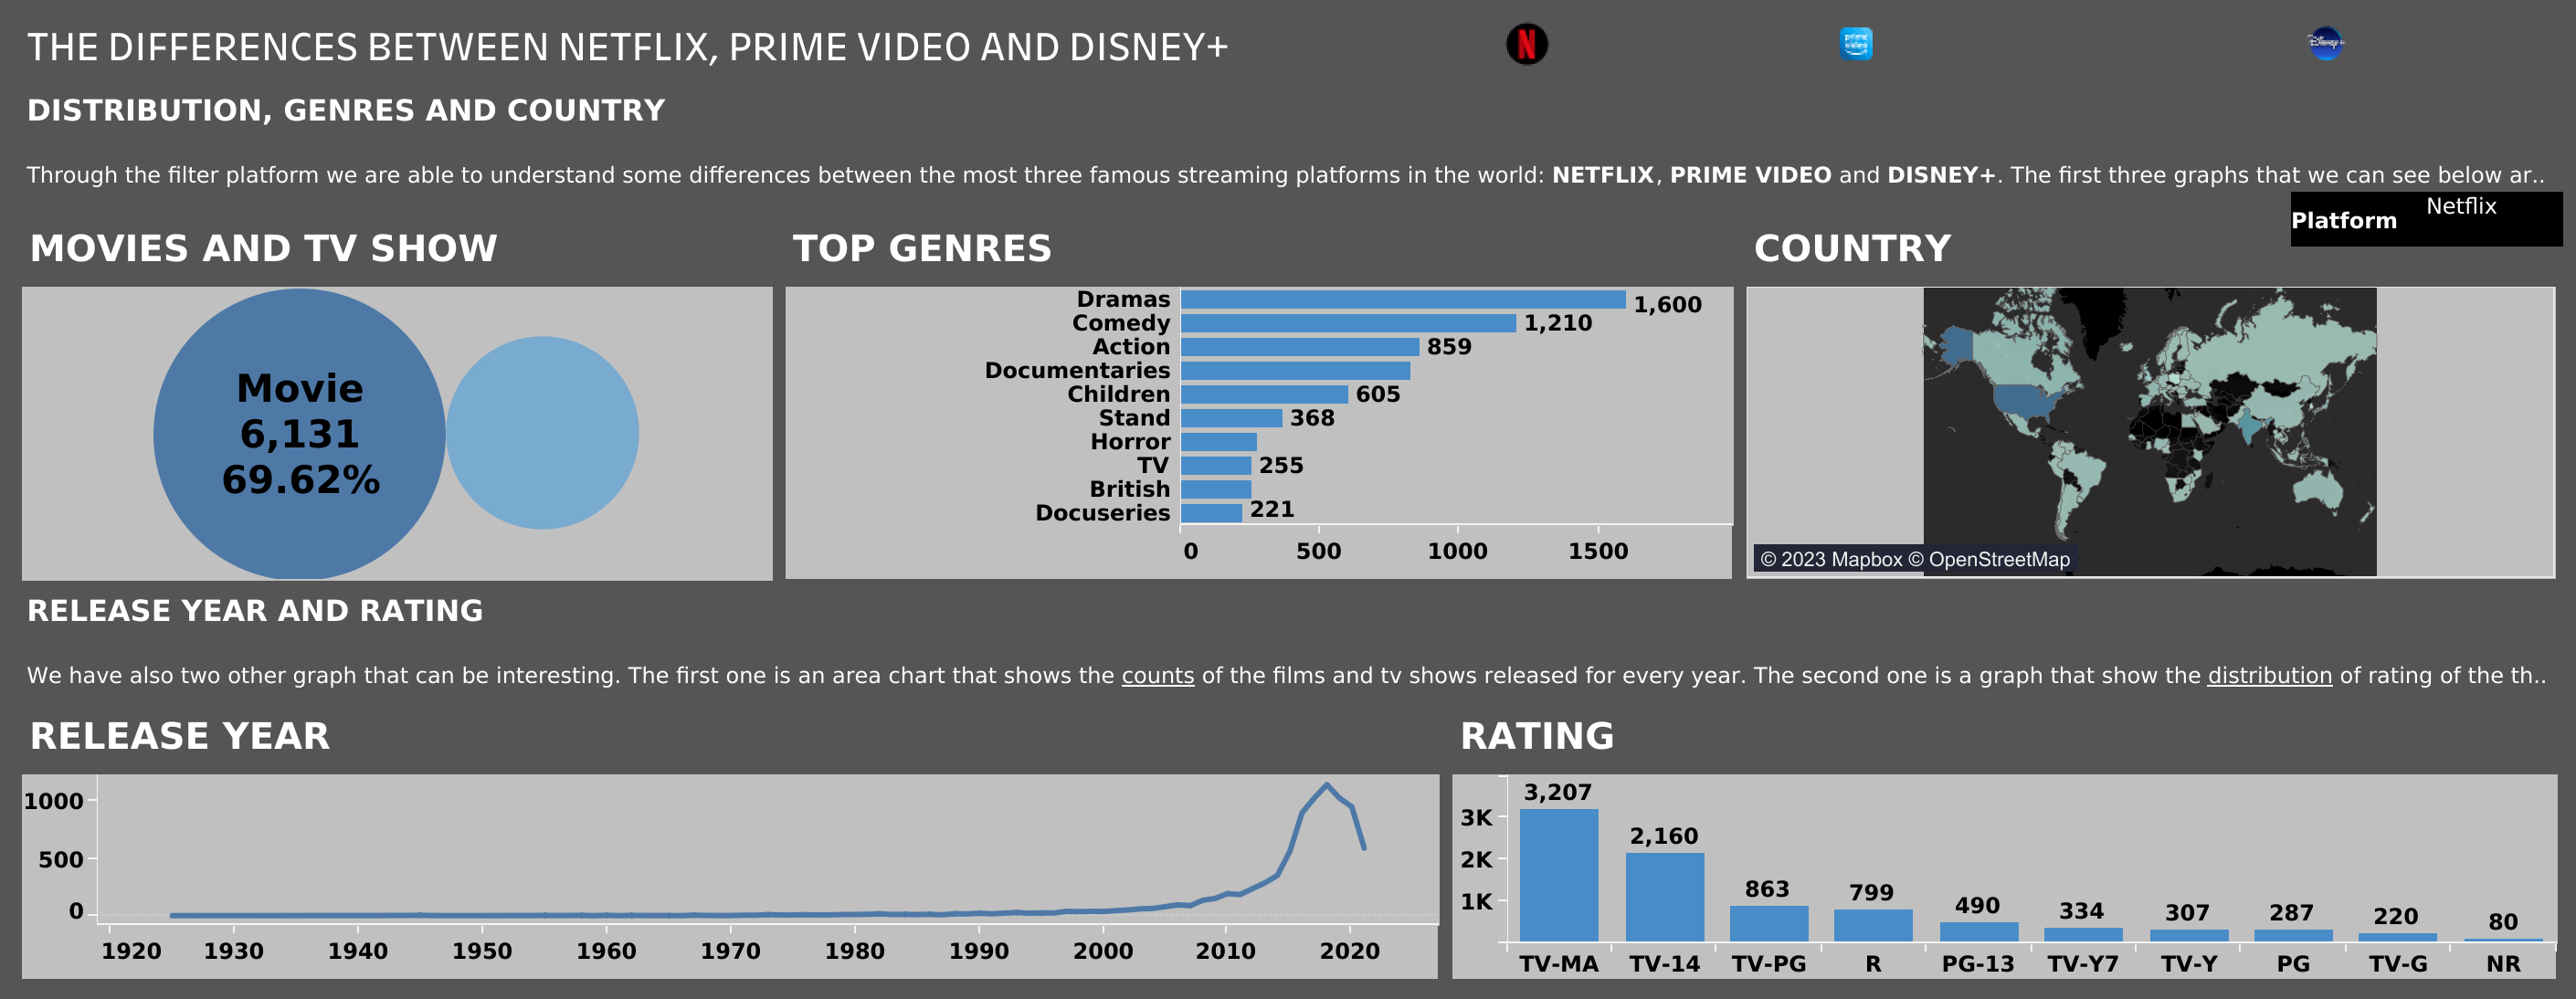 THE DIFFERENCES BETWEEN NETFLIX, PRIME VIDEO AND DISNEY+
N
prime video
Disney+
DISTRIBUTION, GENRES AND COUNTRY
Through the filter platform we are able to understand some differences between the most three famous streaming platforms in the world: NETFLIX, PRIME VIDEO and DISNEY+. The first three graphs that we can see below ar..
Platform Netflix
MOVIES AND TV SHOW
Movie
6,131
69.62%
TOP GENRES
Dramas 1,600
Comedy 1,210
Action 859
Documentaries
Children 605
Stand 368
Horror
TV 255
British
Docuseries 221
0 500 1000 1500
COUNTRY
© 2023 Mapbox © OpenStreetMap
RELEASE YEAR AND RATING
We have also two other graph that can be interesting. The first one is an area chart that shows the counts of the films and tv shows released for every year. The second one is a graph that show the distribution of rating of the th..
RELEASE YEAR
1000
500
0
1920 1930 1940 1950 1960 1970 1980 1990 2000 2010 2020
RATING
3K
2K
1K
3,207 2,160 863 799 490 334 307 287 220 80
TV-MA TV-14 TV-PG R PG-13 TV-Y7 TV-Y PG TV-G NR